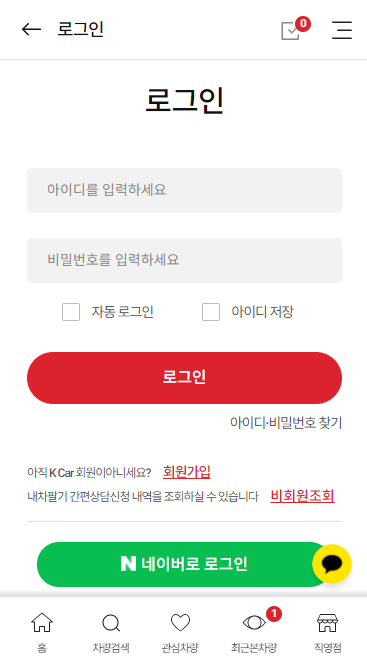 로그인 0
로그인
아이디를 입력하세요
비밀번호를 입력하세요
자동 로그인 아이디 저장
로그인
아이디·비밀번호 찾기
아직 K Car 회원이아니세요? 회원가입
내차팔기 간편상담신청 내역을 조회하실 수 있습니다 비회원조회
N 네이버로 로그인
1
홈 차량검색 관심차량 최근본차량 직영점